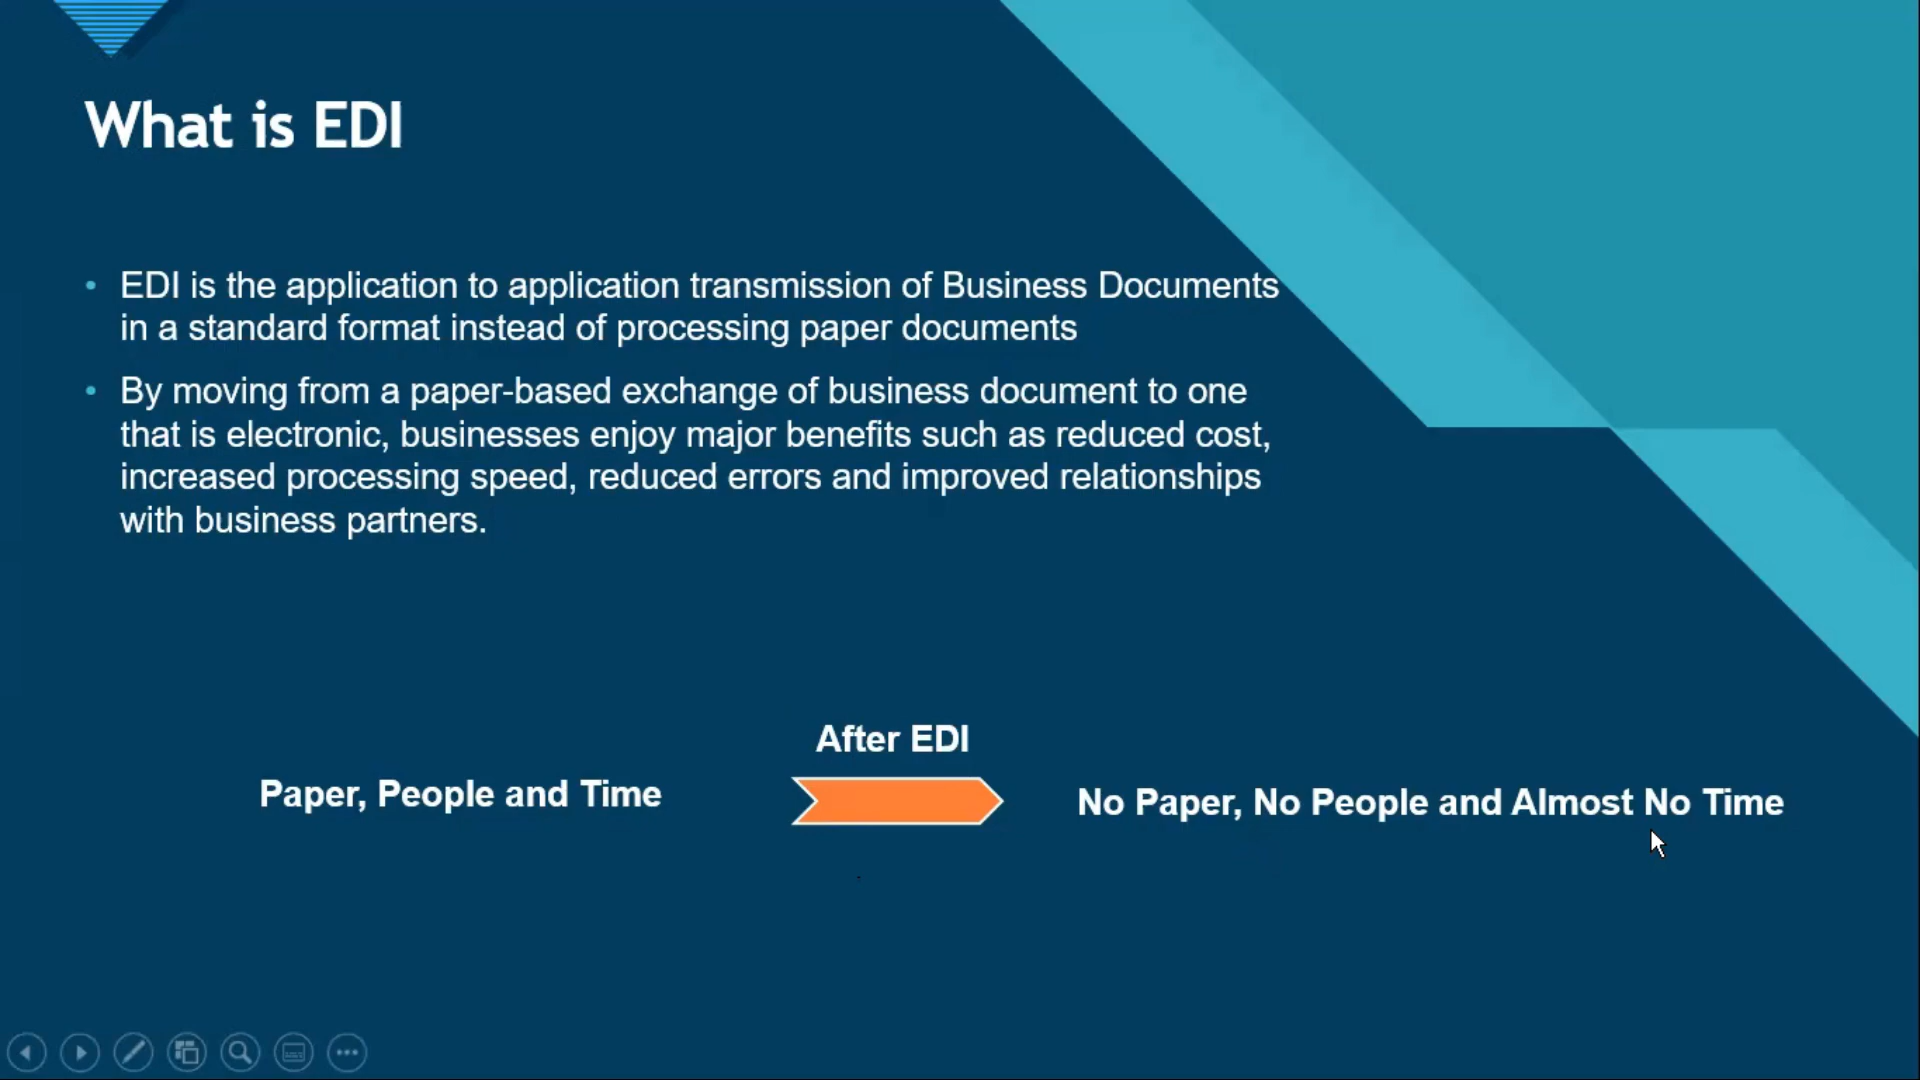 What is EDI
• EDI is the application to application transmission of Business Documents
in a standard format instead of processing paper documents
• By moving from a paper-based exchange of business document to one
that is electronic, businesses enjoy major benefits such as reduced cost,
increased processing speed, reduced errors and improved relationships
with business partners.
After EDI
Paper, People and Time
No Paper, No People and Almost No Time